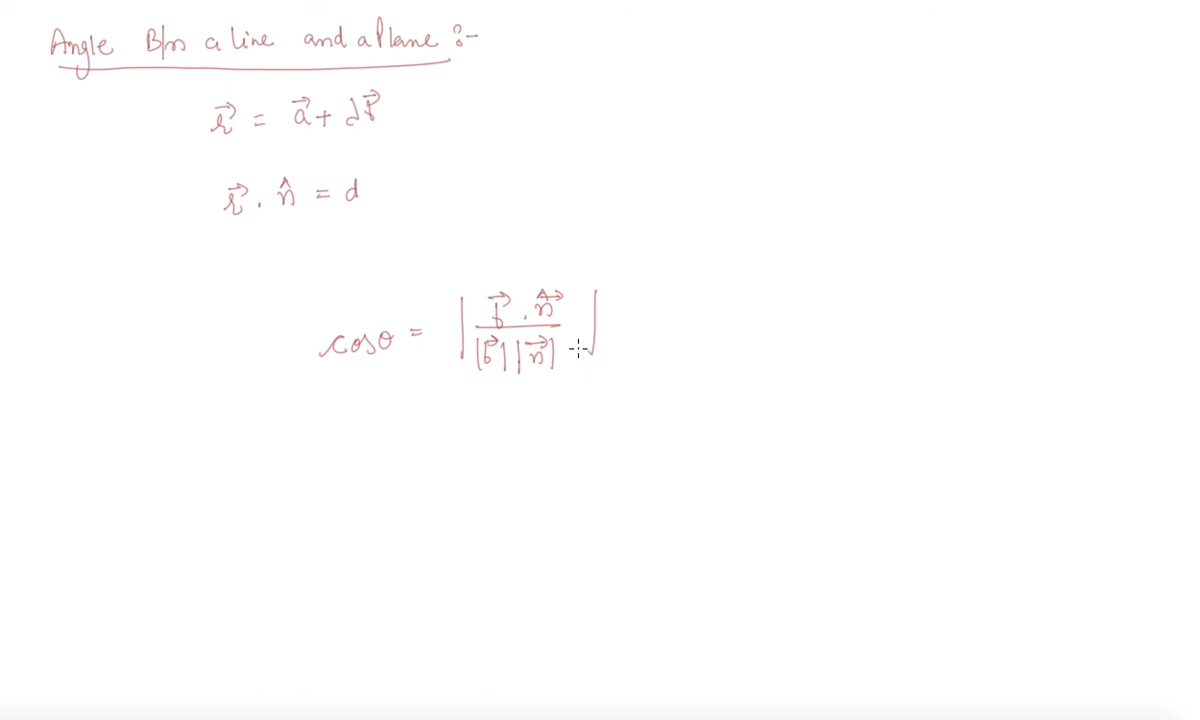 Angle B/w a line and a Plane :-
r⃗ = a⃗ + λb⃗
r⃗ . n̂ = d
cosθ = | b⃗ . n̂⃗ / |b⃗| |n⃗| |